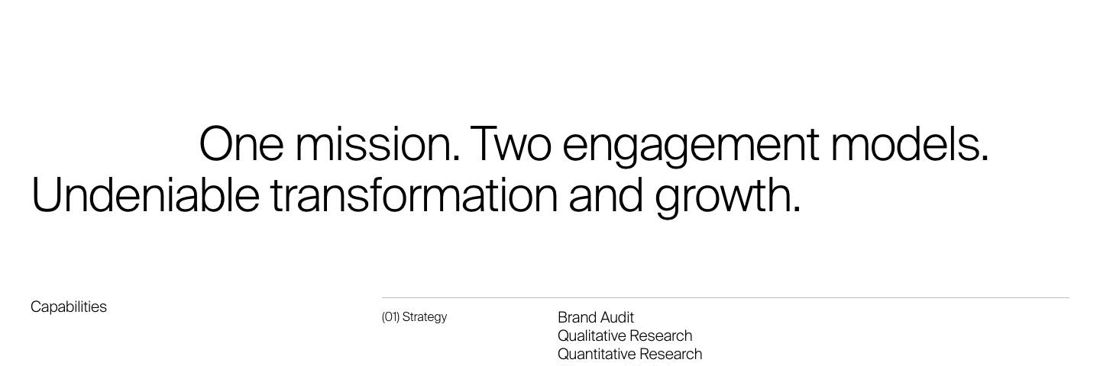 One mission. Two engagement models.
Undeniable transformation and growth.
Capabilities
(01) Strategy
Brand Audit
Qualitative Research
Quantitative Research